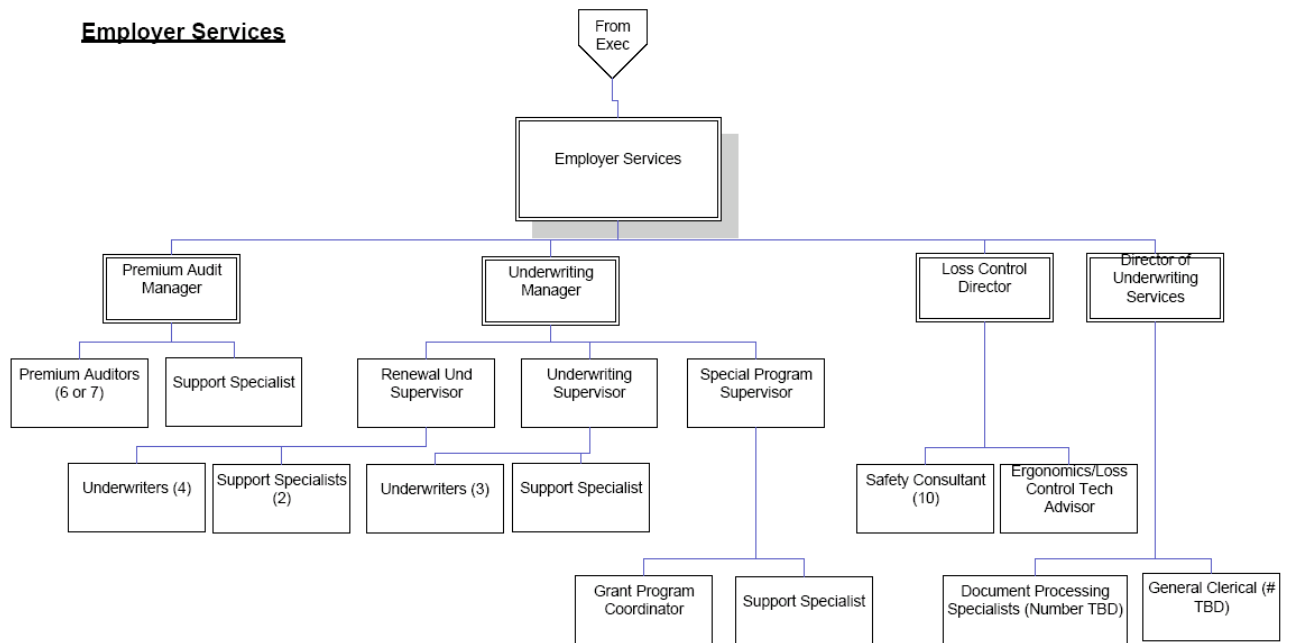 Employer Services
From
Exec
Employer Services
Premium Audit
Manager
Underwriting
Manager
Loss Control
Director
Director of
Underwriting
Services
Premium Auditors
(6 or 7)
Support Specialist
Renewal Und
Supervisor
Underwriting
Supervisor
Special Program
Supervisor
Underwriters (4)
Support Specialists
(2)
Underwriters (3)
Support Specialist
Safety Consultant
(10)
Ergonomics/Loss
Control Tech
Advisor
Grant Program
Coordinator
Support Specialist
Document Processing
Specialists (Number TBD)
General Clerical (#
TBD)